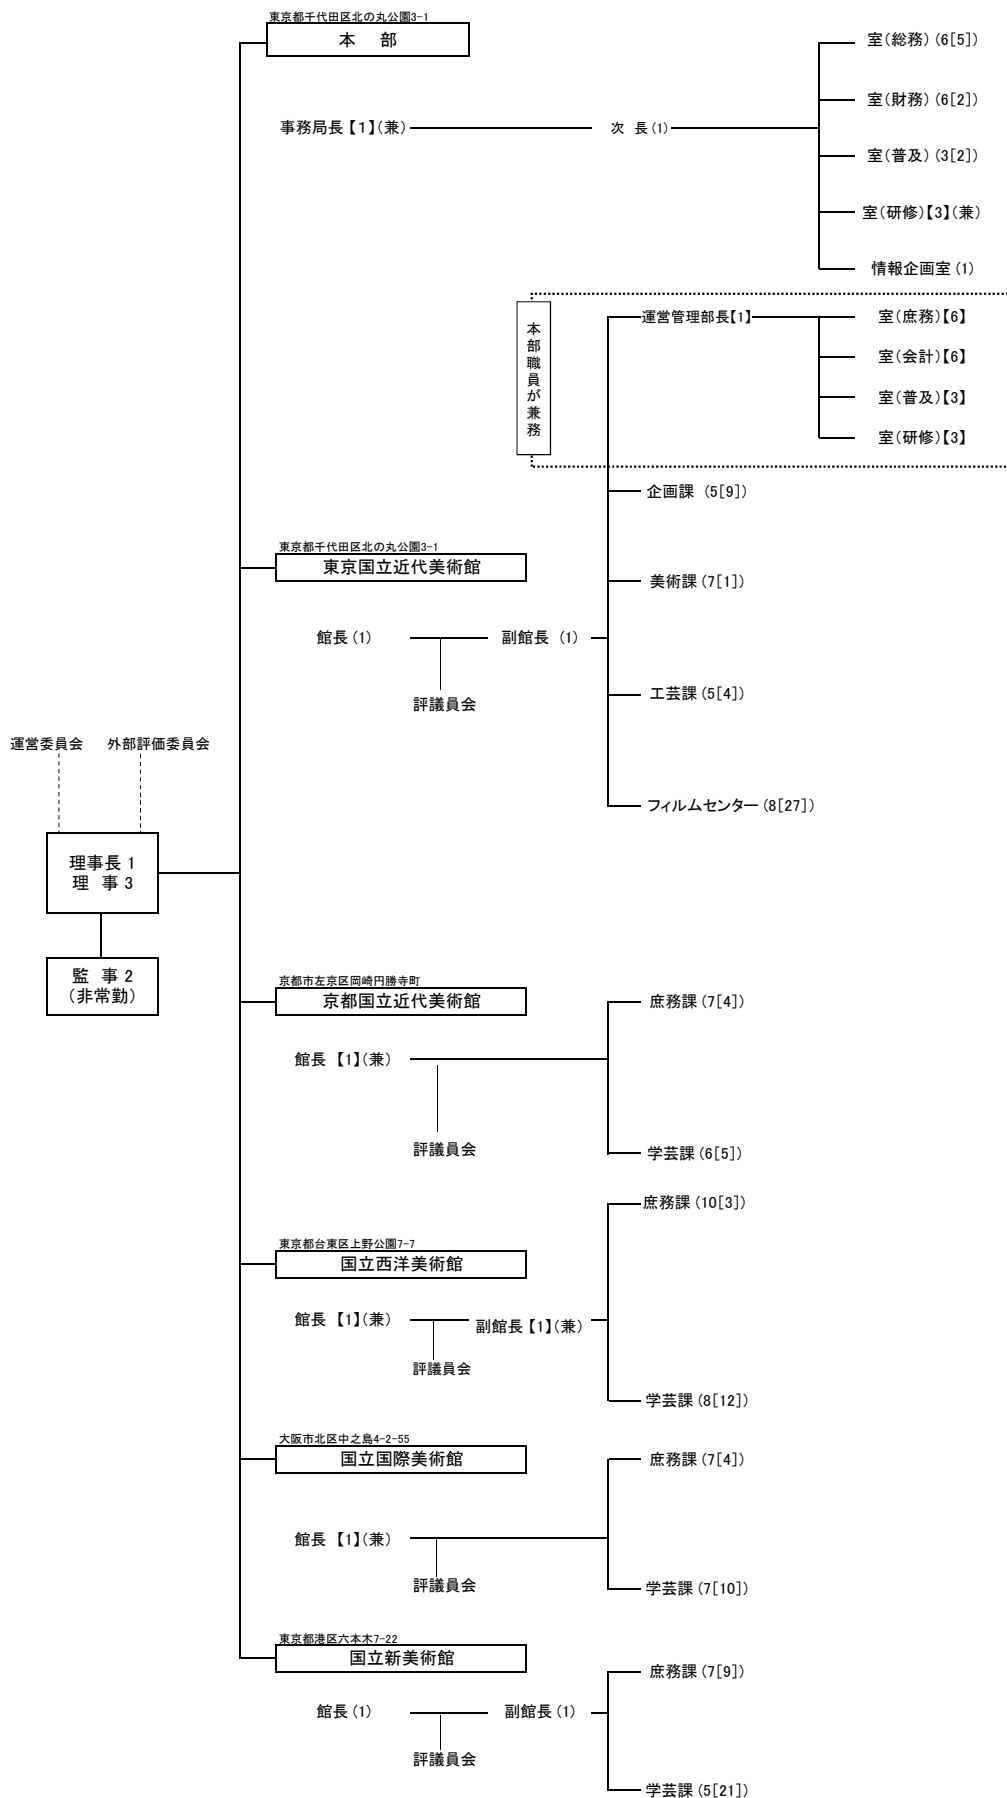 東京都千代田区北の丸公園3-1
本 部
事務局長【1】(兼)
次 長(1)
室(総務)(6[5])
室(財務)(6[2])
室(普及)(3[2])
室(研修)【3】(兼)
情報企画室(1)
本部職員が兼務
運営管理部長【1】
室(庶務)【6】
室(会計)【6】
室(普及)【3】
室(研修)【3】
企画課 (5[9])
東京都千代田区北の丸公園3-1
東京国立近代美術館
美術課(7[1])
館長(1)
副館長 (1)
評議員会
工芸課(5[4])
フィルムセンター(8[27])
運営委員会
外部評価委員会
理事長 1
理 事 3
監 事 2
(非常勤)
京都市左京区岡崎円勝寺町
京都国立近代美術館
庶務課(7[4])
館長 【1】(兼)
評議員会
学芸課(6[5])
庶務課(10[3])
東京都台東区上野公園7-7
国立西洋美術館
館長 【1】(兼)
副館長【1】(兼)
評議員会
学芸課(8[12])
大阪市北区中之島4-2-55
国立国際美術館
庶務課(7[4])
館長 【1】(兼)
評議員会
学芸課(7[10])
東京都港区六本木7-22
国立新美術館
庶務課(7[9])
館長(1)
副館長(1)
評議員会
学芸課(5[21])